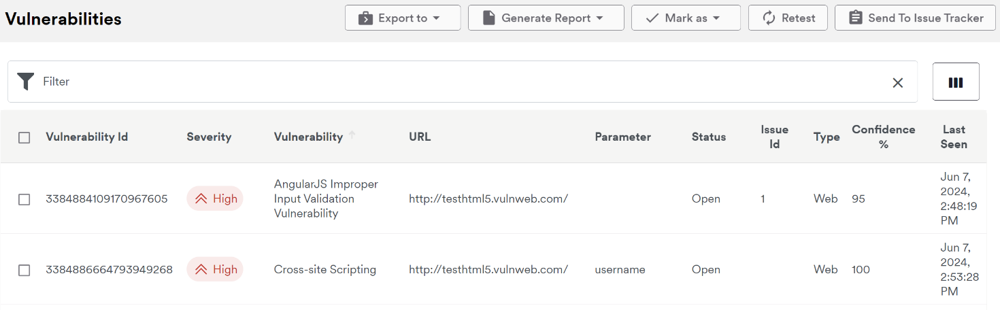 Vulnerabilities
Export to
Generate Report
Mark as
Retest
Send To Issue Tracker
Filter
Vulnerability Id
Severity
Vulnerability
URL
Parameter
Status
Issue
Id
Type
Confidence
%
Last
Seen
3384884109170967605
High
AngularJS Improper
Input Validation
Vulnerability
http://testhtml5.vulnweb.com/
Open
1
Web
95
Jun 7,
2024,
2:48:19
PM
3384886664793949268
High
Cross-site Scripting
http://testhtml5.vulnweb.com/
username
Open
Web
100
Jun 7,
2024,
2:53:28
PM